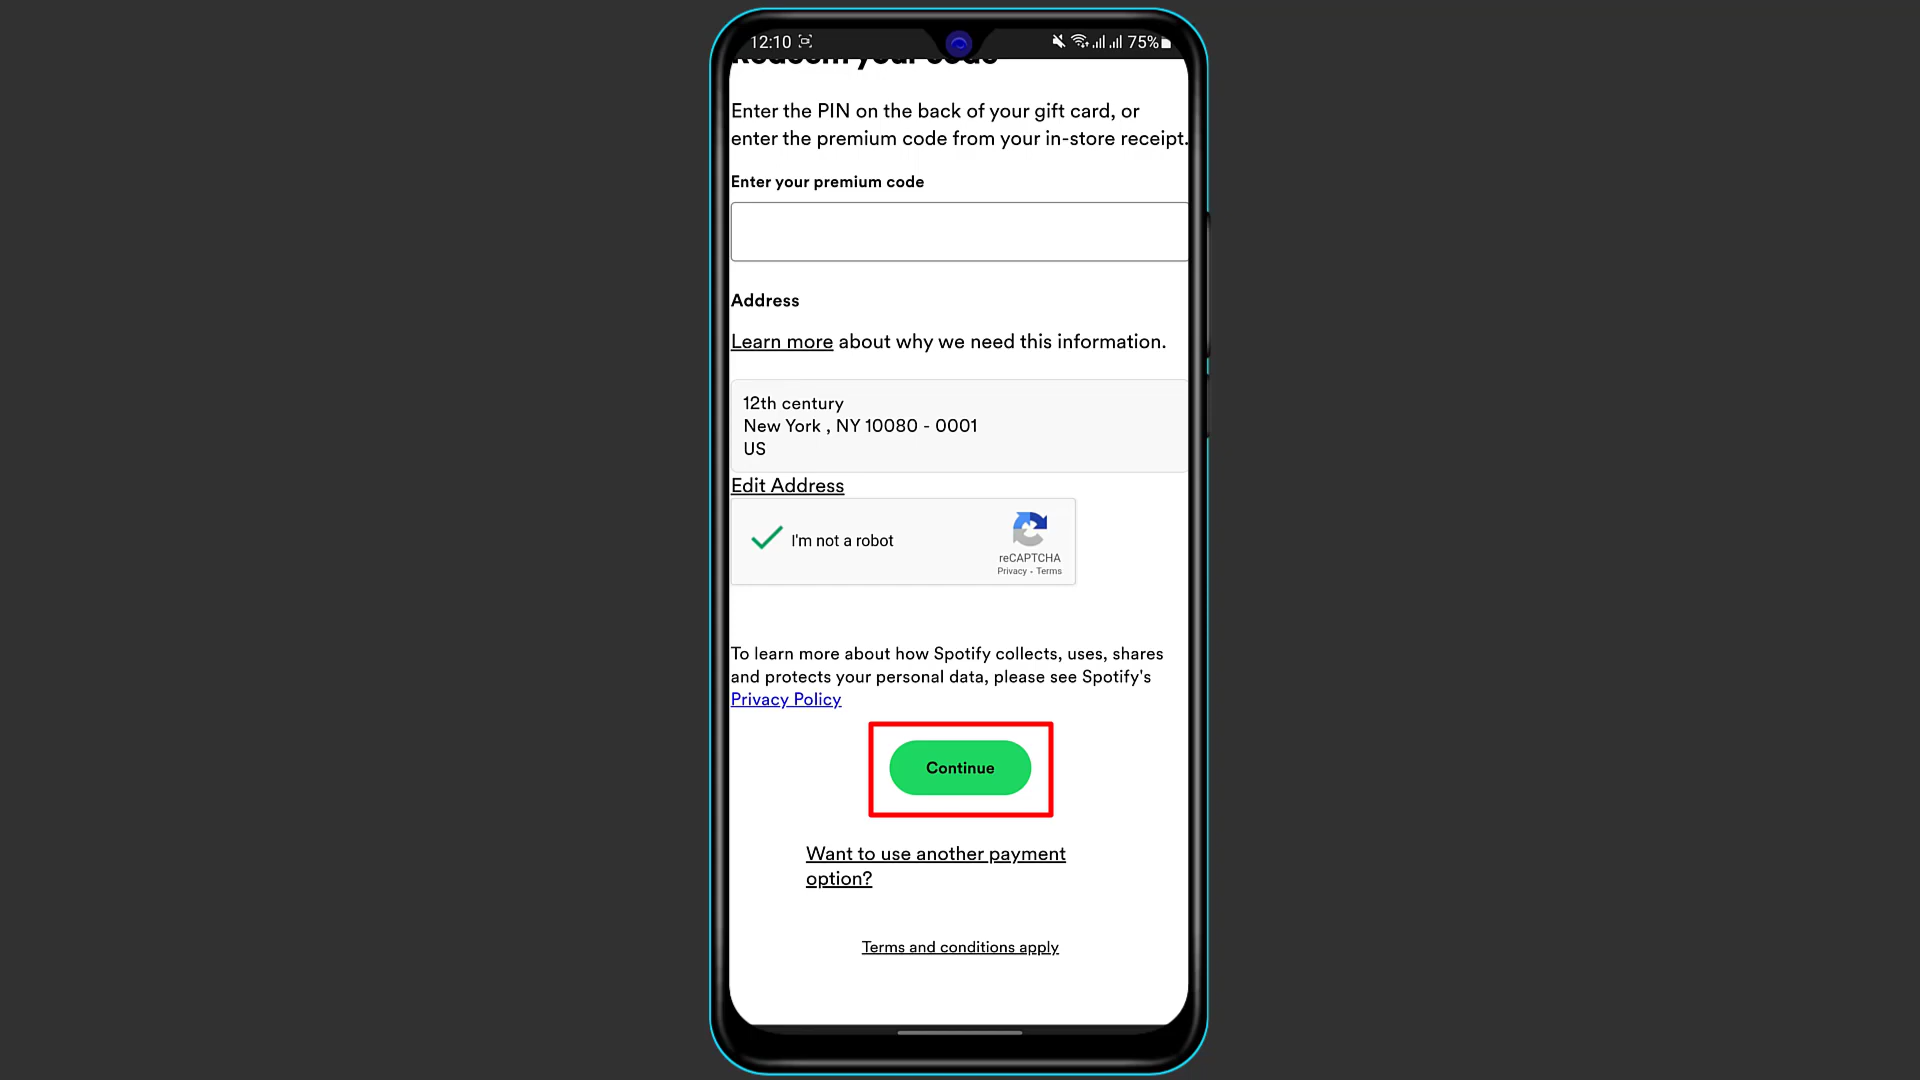 12:10 75%
Redeem your code
Enter the PIN on the back of your gift card, or
enter the premium code from your in-store receipt.
Enter your premium code
Address
Learn more about why we need this information.
12th century
New York , NY 10080 - 0001
US
Edit Address
I'm not a robot
reCAPTCHA
Privacy - Terms
To learn more about how Spotify collects, uses, shares
and protects your personal data, please see Spotify's
Privacy Policy
Continue
Want to use another payment
option?
Terms and conditions apply